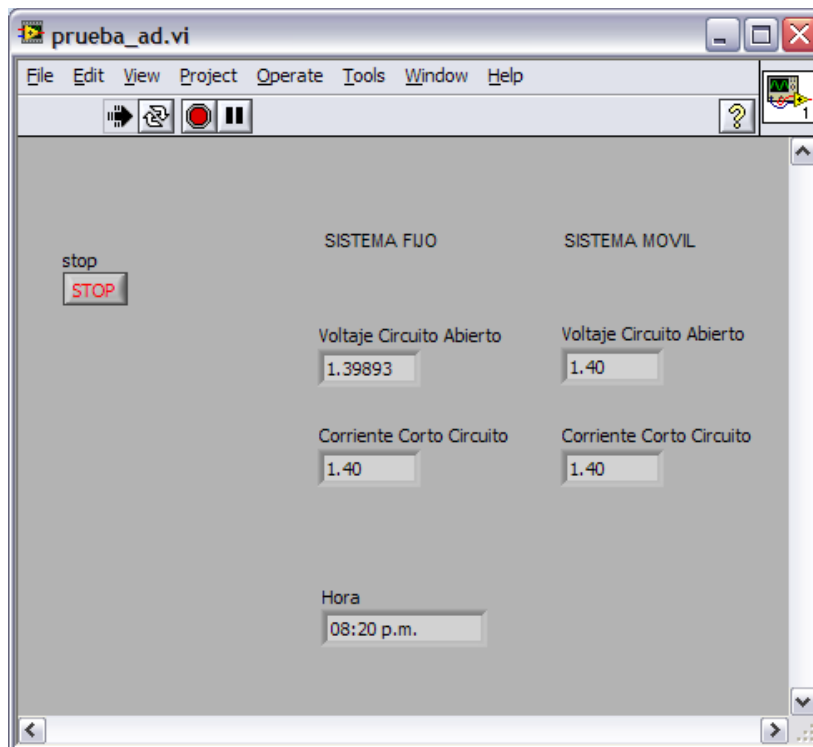 prueba_ad.vi
File Edit View Project Operate Tools Window Help
?
1
SISTEMA FIJO SISTEMA MOVIL
stop
STOP
Voltaje Circuito Abierto Voltaje Circuito Abierto
1.39893 1.40
Corriente Corto Circuito Corriente Corto Circuito
1.40 1.40
Hora
08:20 p.m.